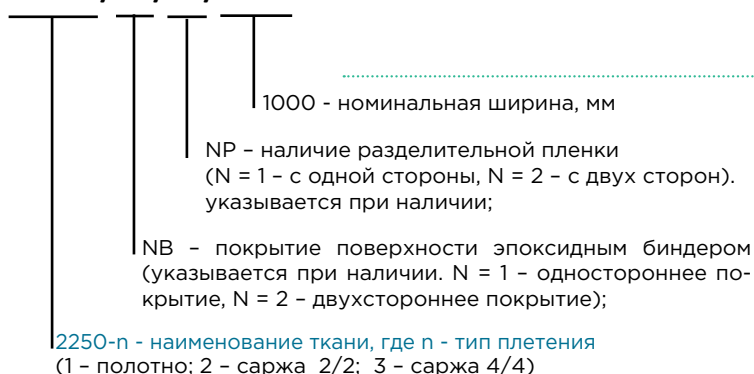 1000 - номинальная ширина, мм
NP – наличие разделительной пленки
(N = 1 – с одной стороны, N = 2 – с двух сторон).
указывается при наличии;
NB – покрытие поверхности эпоксидным биндером
(указывается при наличии. N = 1 – одностороннее по-
крытие, N = 2 – двухстороннее покрытие);
2250-n - наименование ткани, где n - тип плетения
(1 – полотно; 2 – саржа 2/2; 3 – саржа 4/4)